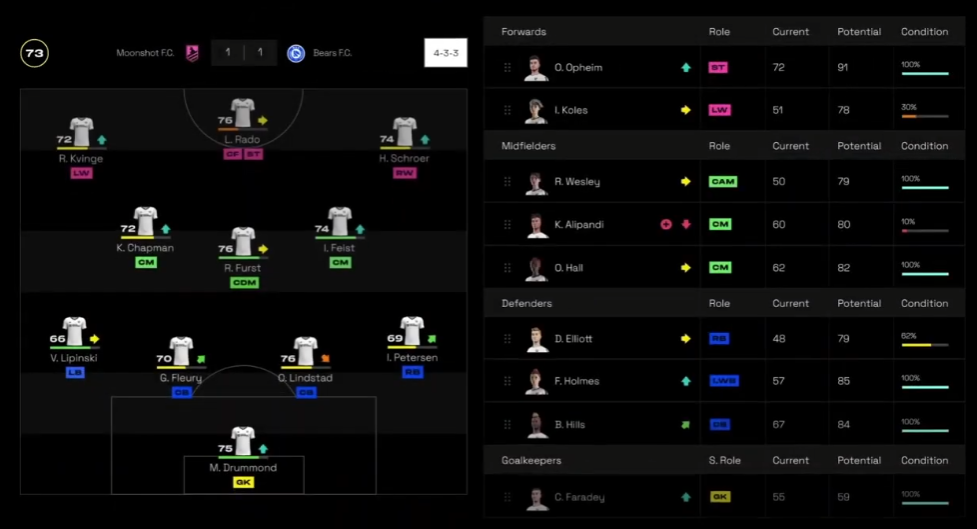 73
Moonshot F.C.
1 | 1
Bears F.C.
4-3-3
72
R. Kvinge
LW
76
L. Rado
CF ST
74
H. Schroer
RW
72
K. Chapman
CM
76
R. Furst
CDM
74
I. Feist
CM
66
V. Lipinski
LB
70
G. Fleury
CB
76
O. Lindstad
CB
69
I. Petersen
RB
75
M. Drummond
GK
Forwards Role Current Potential Condition
O. Opheim ST 72 91 100%
I. Koles LW 51 78 30%
Midfielders Role Current Potential Condition
R. Wesley CAM 50 79 100%
K. Alipandi CM 60 80 10%
O. Hall CM 62 82 100%
Defenders Role Current Potential Condition
D. Elliott RB 48 79 62%
F. Holmes LWB 57 85 100%
B. Hills CB 67 84 100%
Goalkeepers S. Role Current Potential Condition
C. Faradey GK 55 59 100%